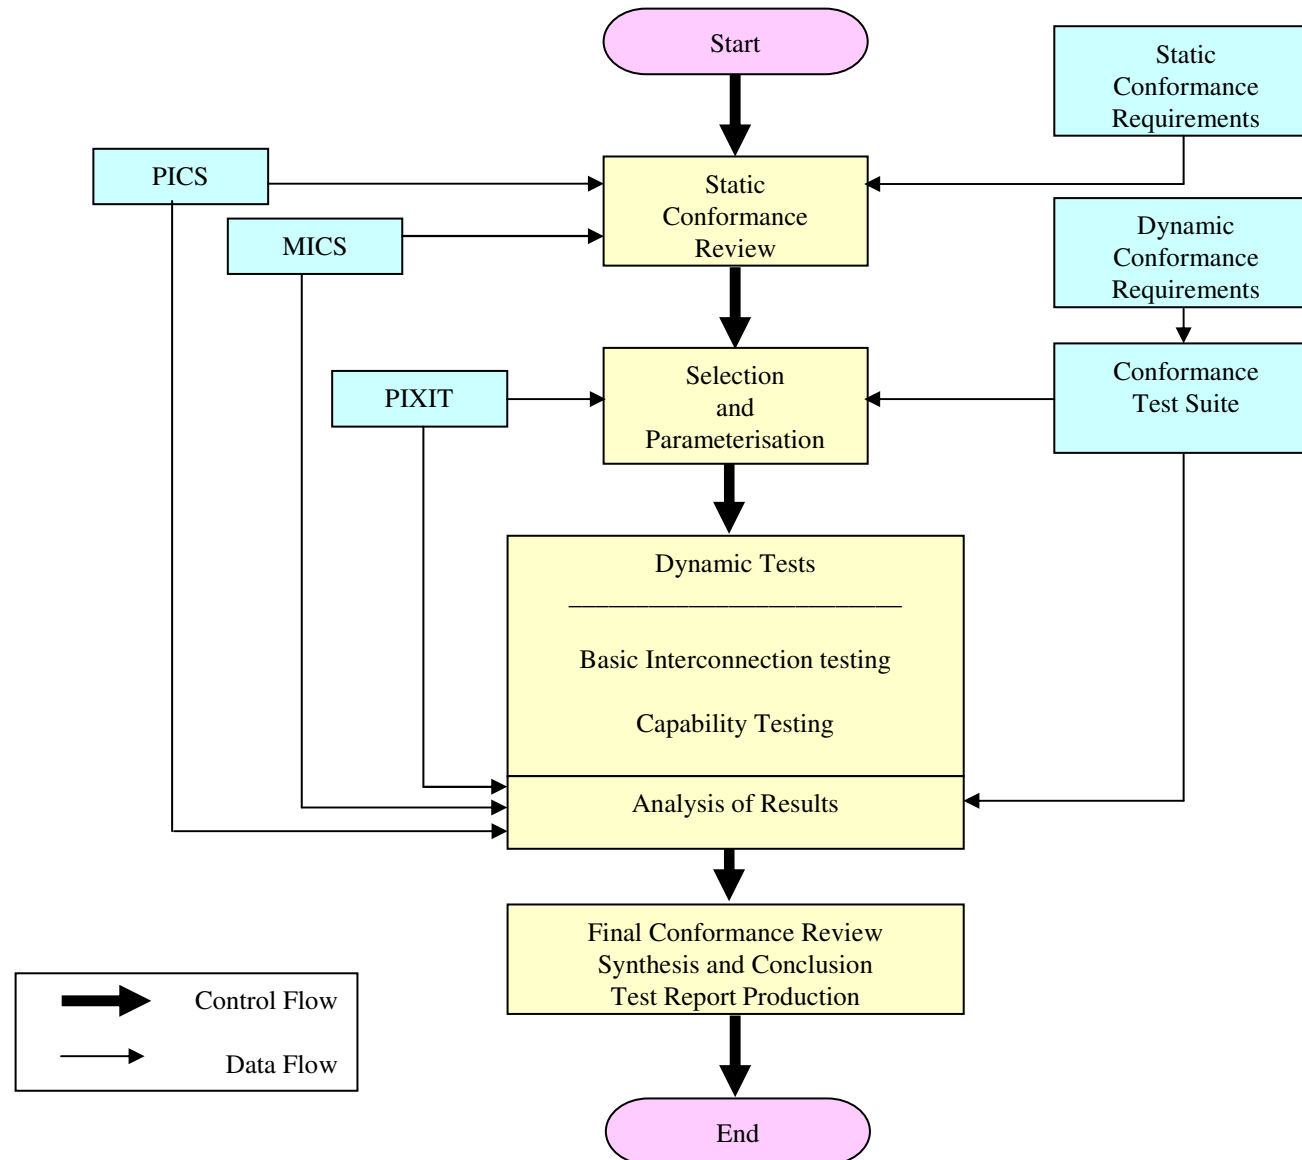 Start
Static
Conformance
Requirements
PICS
Static
Conformance
Review
MICS
Dynamic
Conformance
Requirements
Selection
and
Parameterisation
PIXIT
Conformance
Test Suite
Dynamic Tests
Basic Interconnection testing
Capability Testing
Analysis of Results
Final Conformance Review
Synthesis and Conclusion
Test Report Production
Control Flow
Data Flow
End